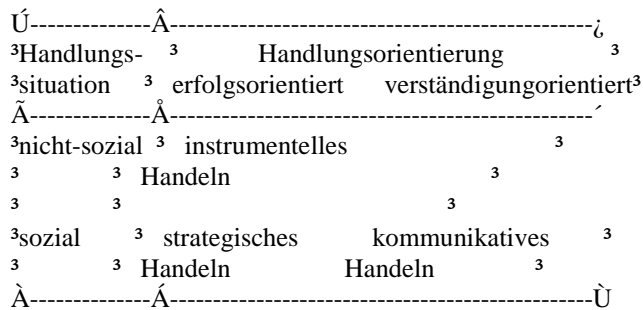 Ú--------------Â-------------------------------------------------¿
³Handlungs- ³ Handlungsorientierung ³
³situation ³ erfolgsorientiert verständigungorientiert³
Ã--------------Å-------------------------------------------------´
³nicht-sozial ³ instrumentelles ³
³ ³ Handeln ³
³ ³ ³
³sozial ³ strategisches kommunikatives ³
³ ³ Handeln Handeln ³
À--------------Á-------------------------------------------------Ù